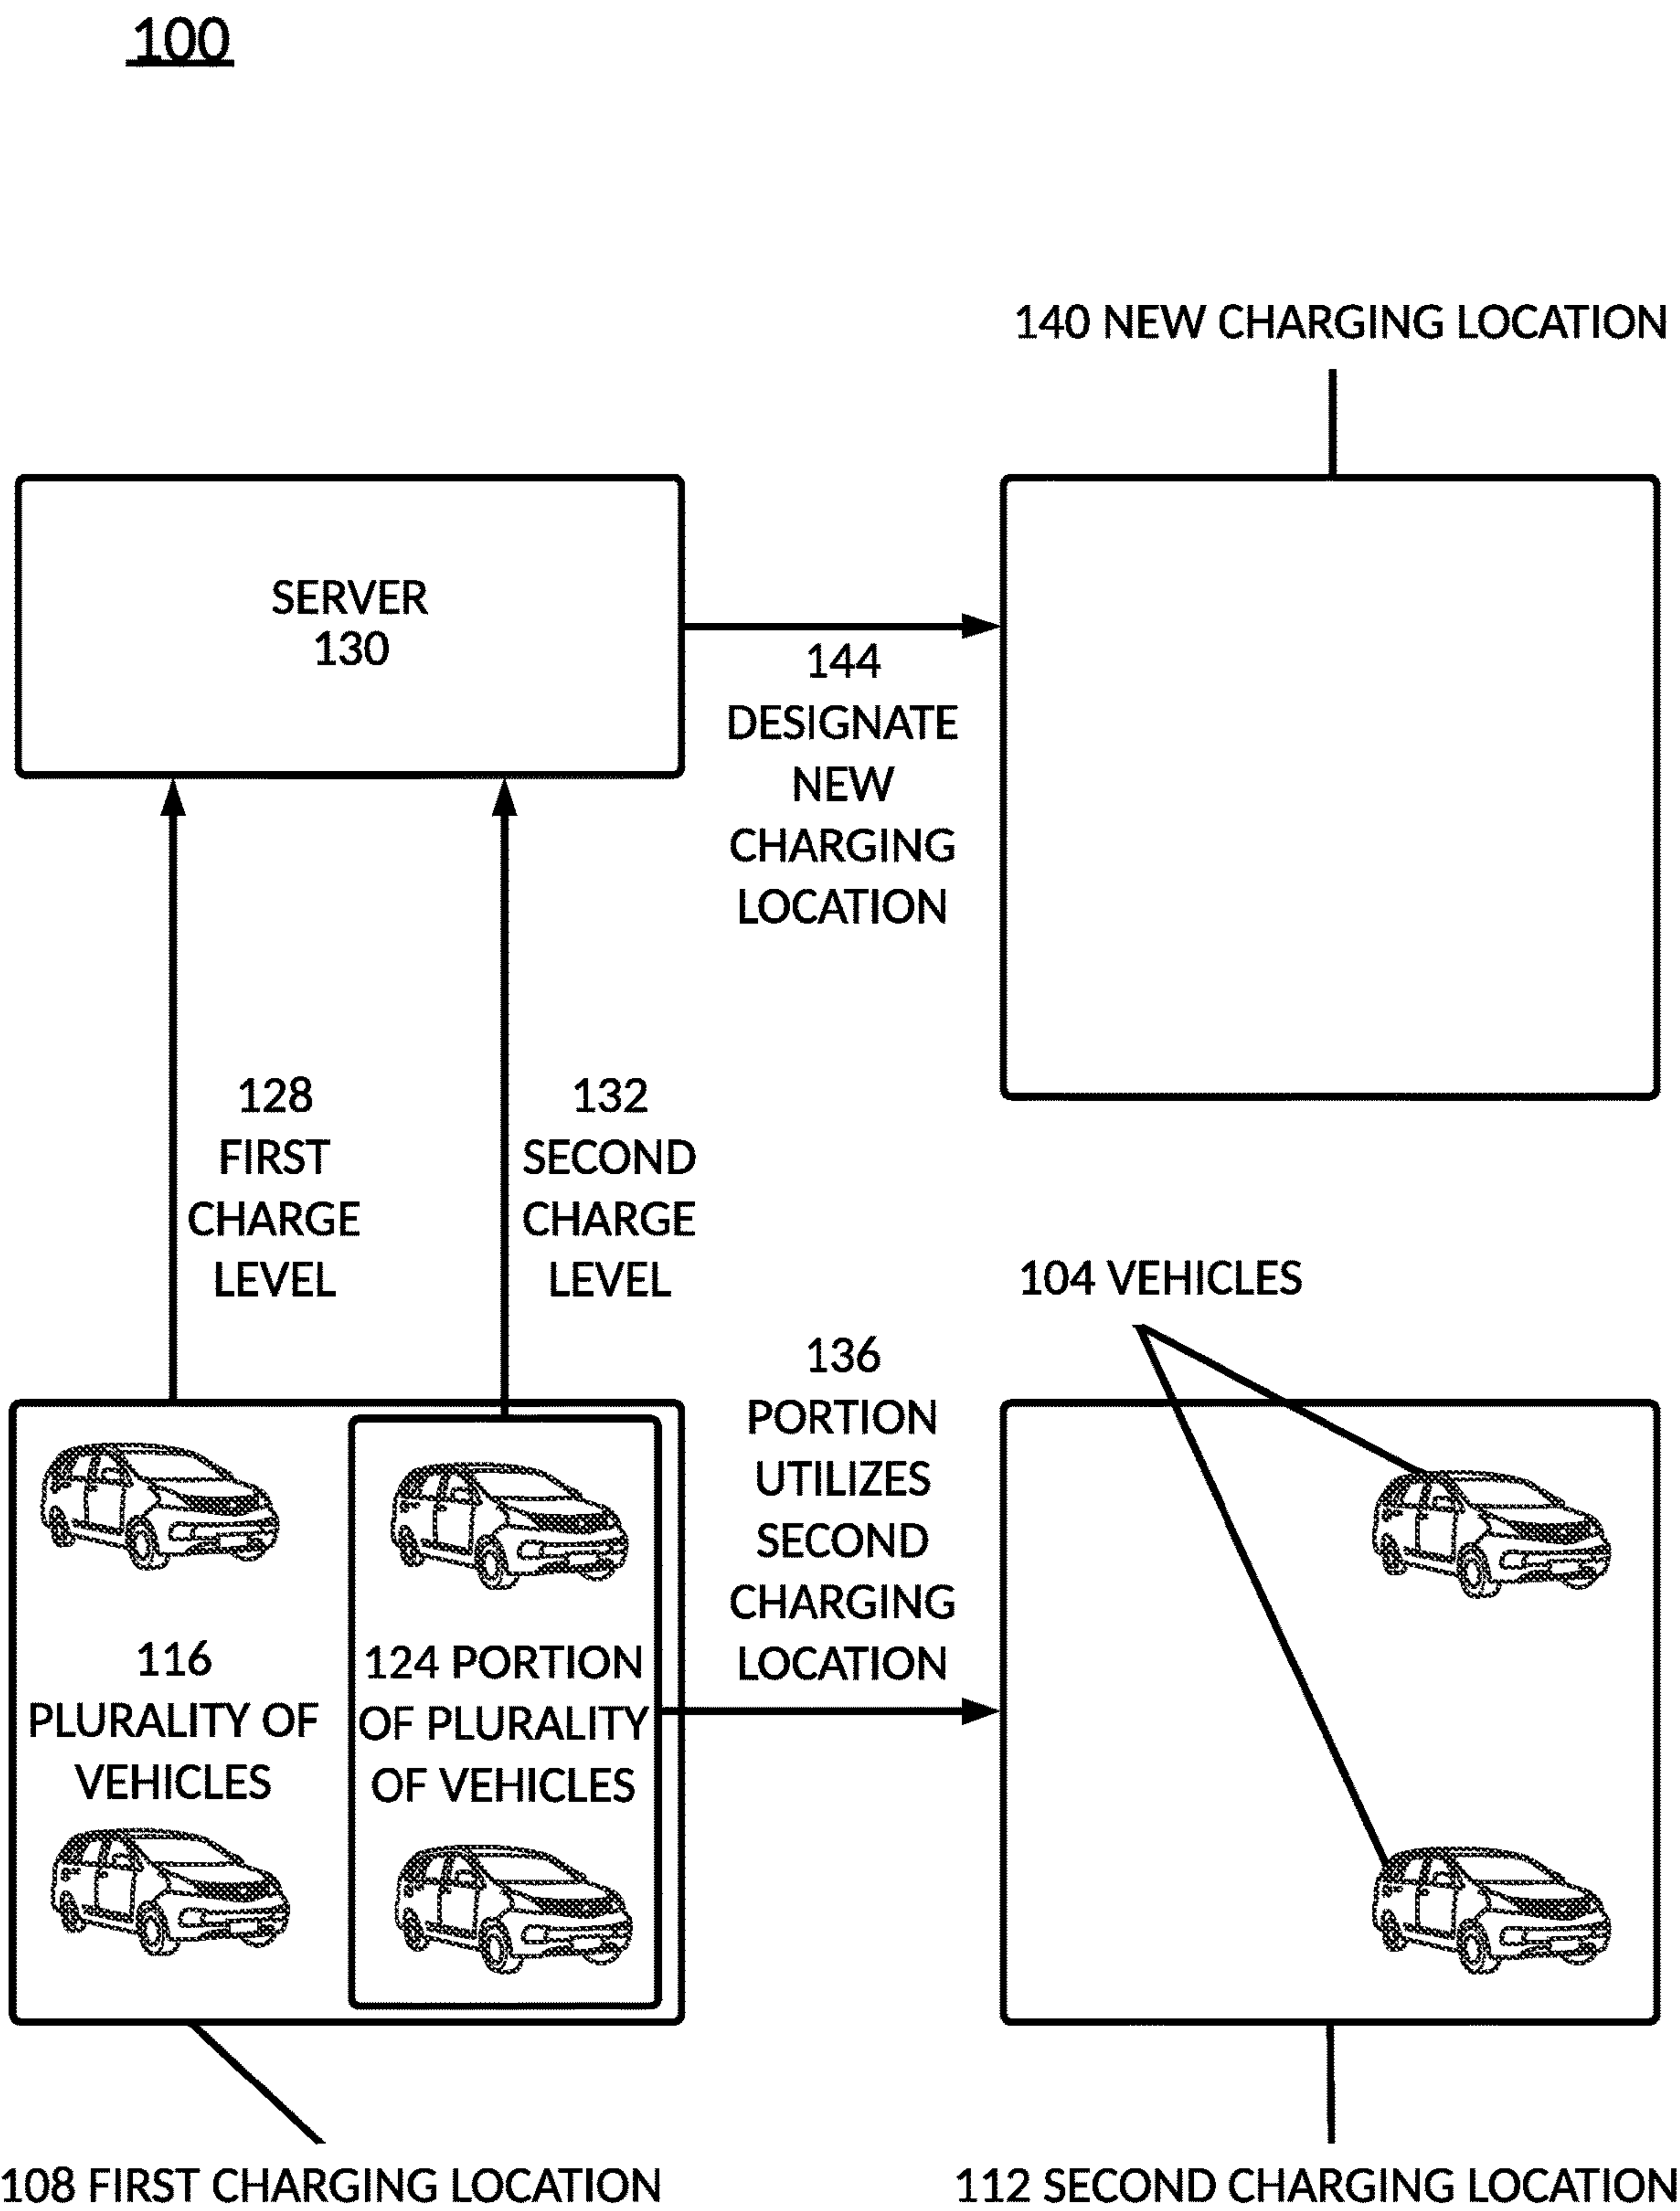 100
140 NEW CHARGING LOCATION
SERVER
130
144
DESIGNATE
NEW
CHARGING
LOCATION
128
FIRST
CHARGE
LEVEL
132
SECOND
CHARGE
LEVEL
104 VEHICLES
136
PORTION
UTILIZES
SECOND
CHARGING
LOCATION
116
PLURALITY OF
VEHICLES
124 PORTION
OF PLURALITY
OF VEHICLES
108 FIRST CHARGING LOCATION
112 SECOND CHARGING LOCATION